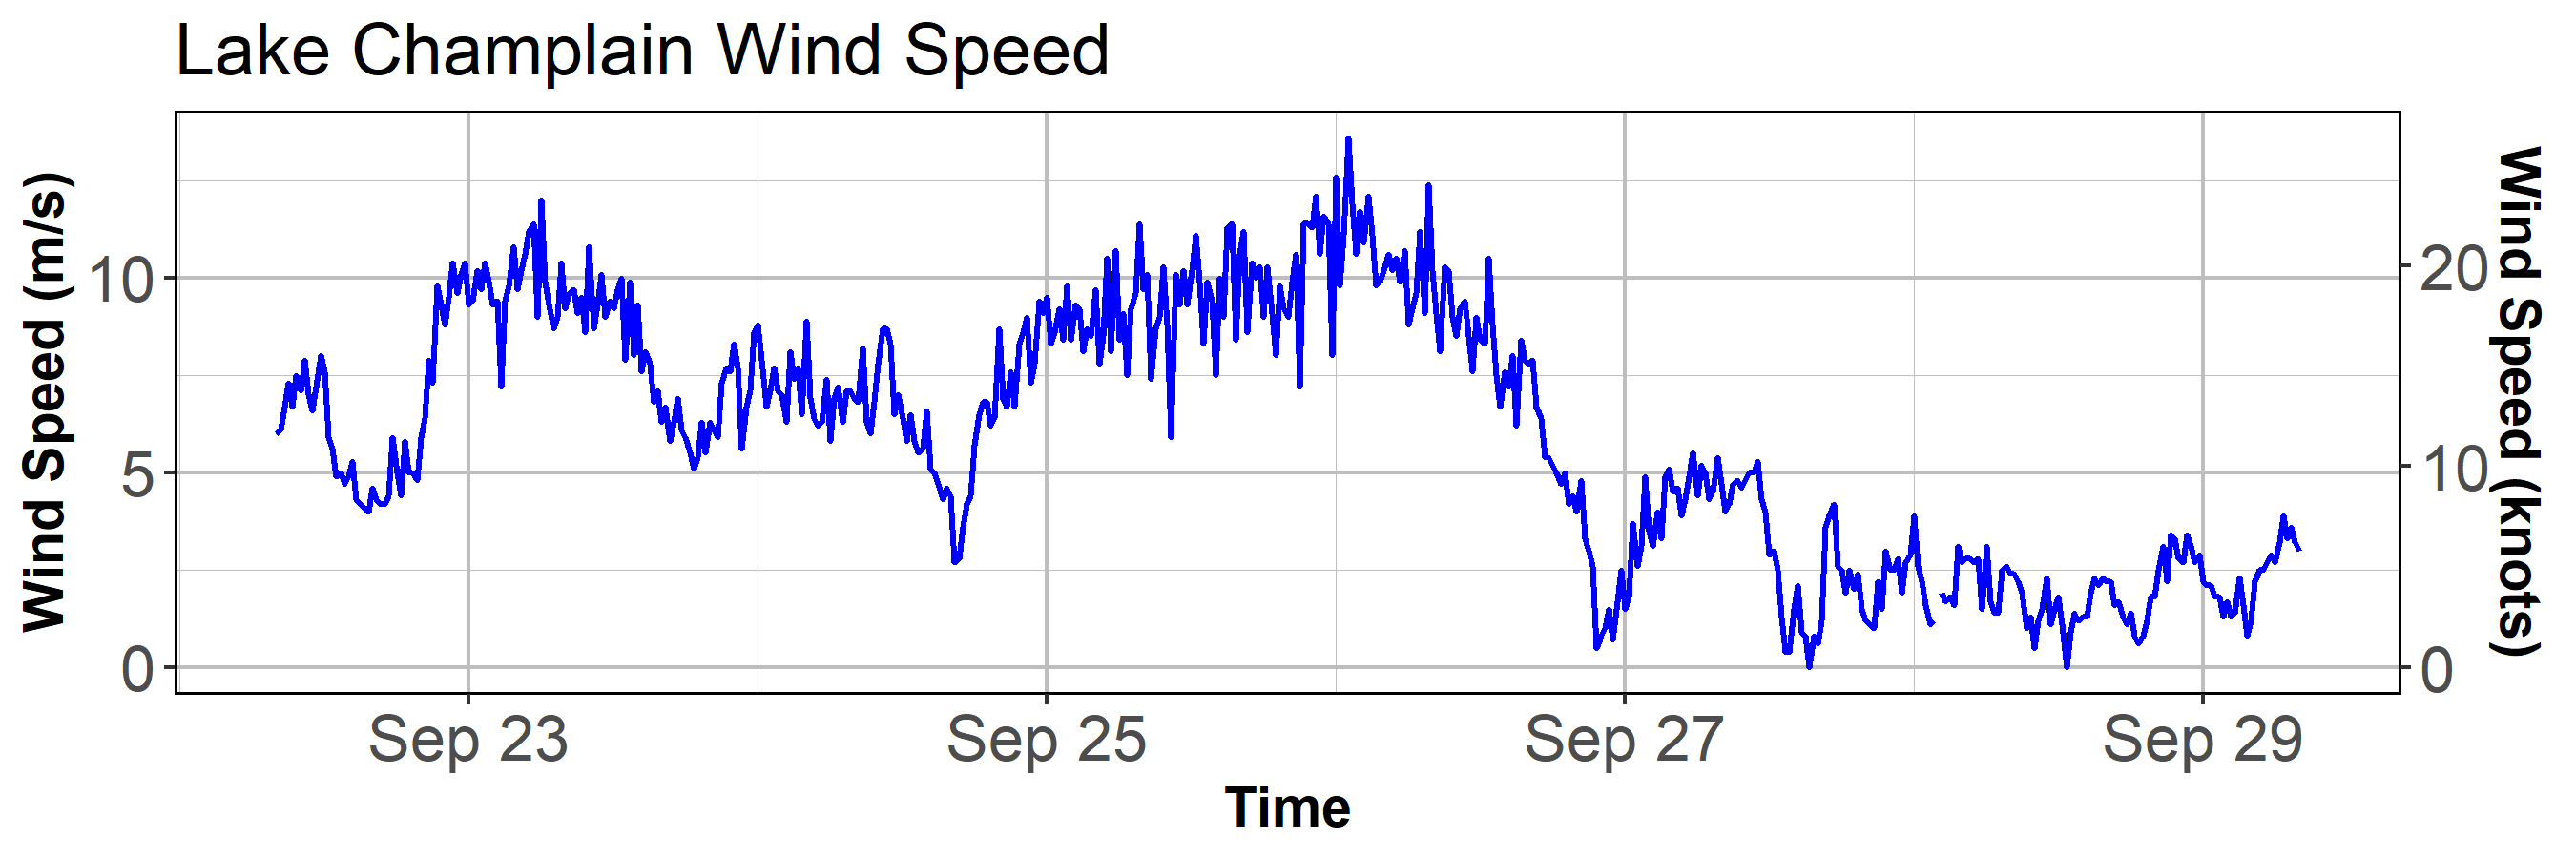 Lake Champlain Wind Speed
Wind Speed (m/s)
10
5
0
20
10
0
Wind Speed (knots)
Sep 23
Sep 25
Sep 27
Sep 29
Time